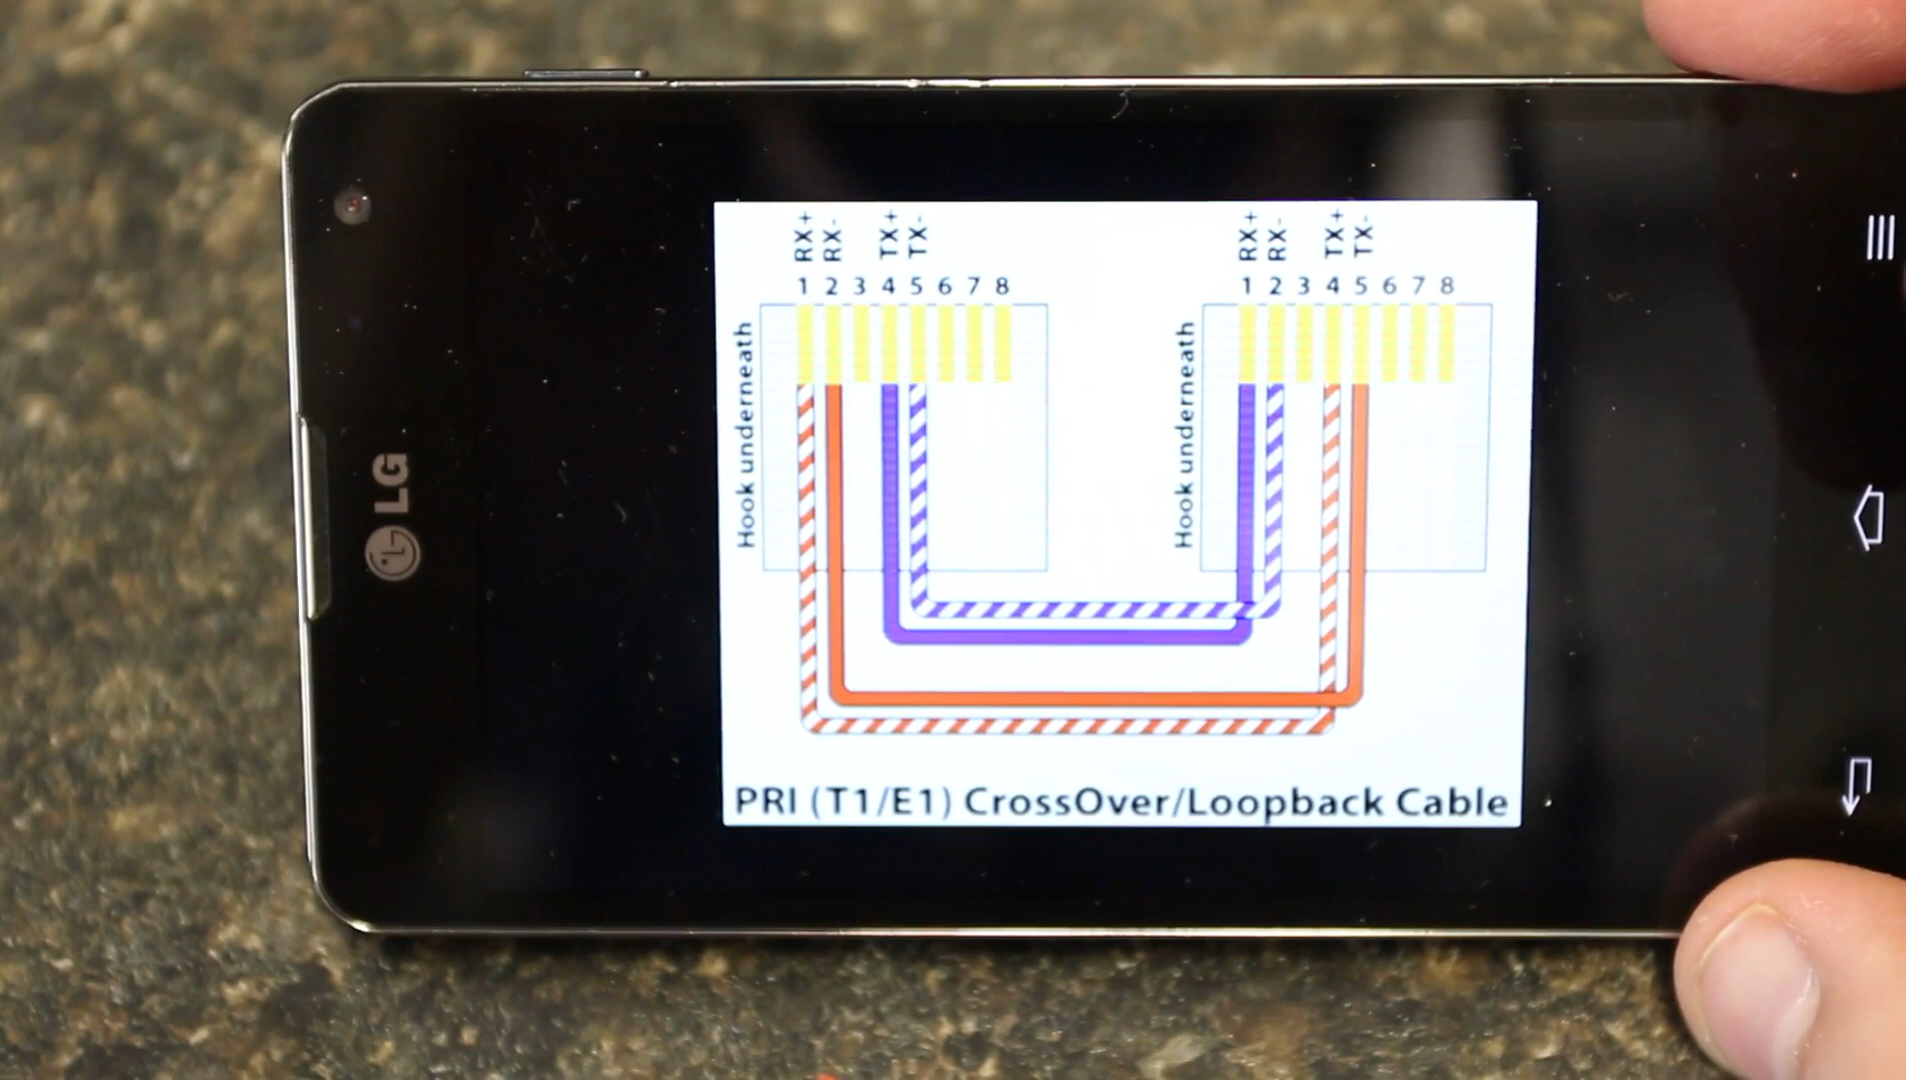 LG
RX+ RX- TX+ TX- RX+ RX- TX+ TX-
1 2 3 4 5 6 7 8 1 2 3 4 5 6 7 8
Hook underneath
Hook underneath
PRI (T1/E1) CrossOver/Loopback Cable